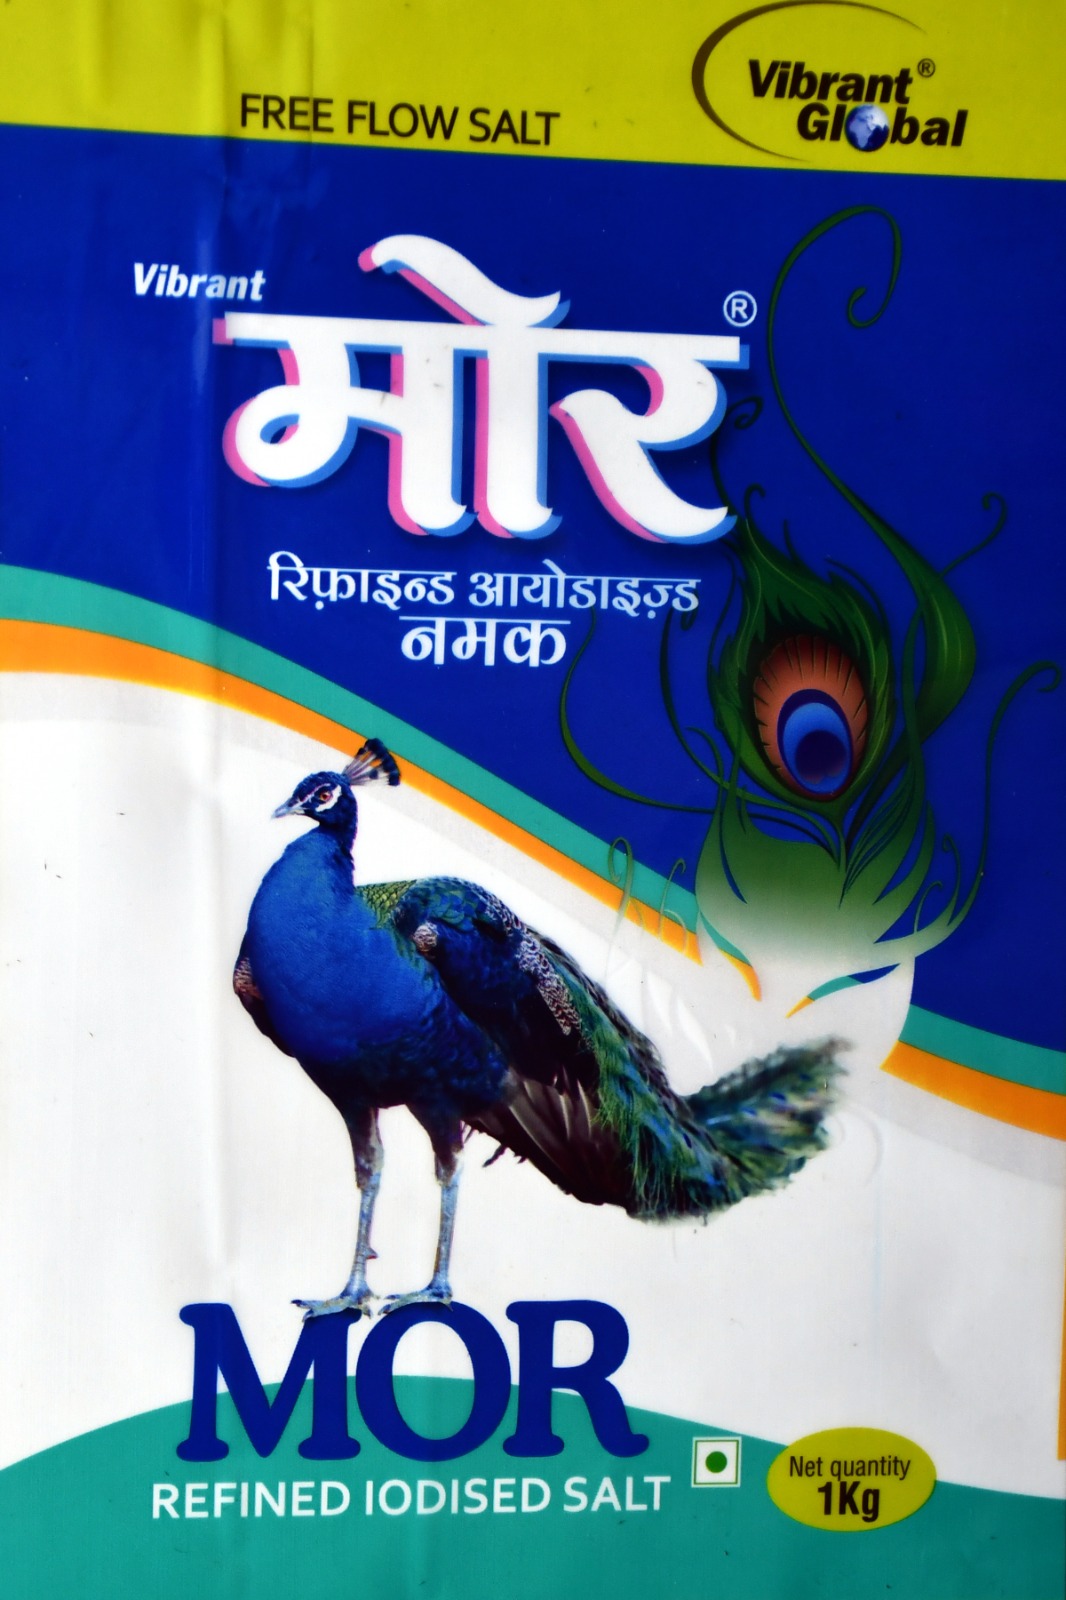 FREE FLOW SALT
Vibrant®
Global
Vibrant
मोर®
रिफ़ाइन्ड आयोडाइज़्ड
नमक
MOR
REFINED IODISED SALT
Net quantity
1Kg